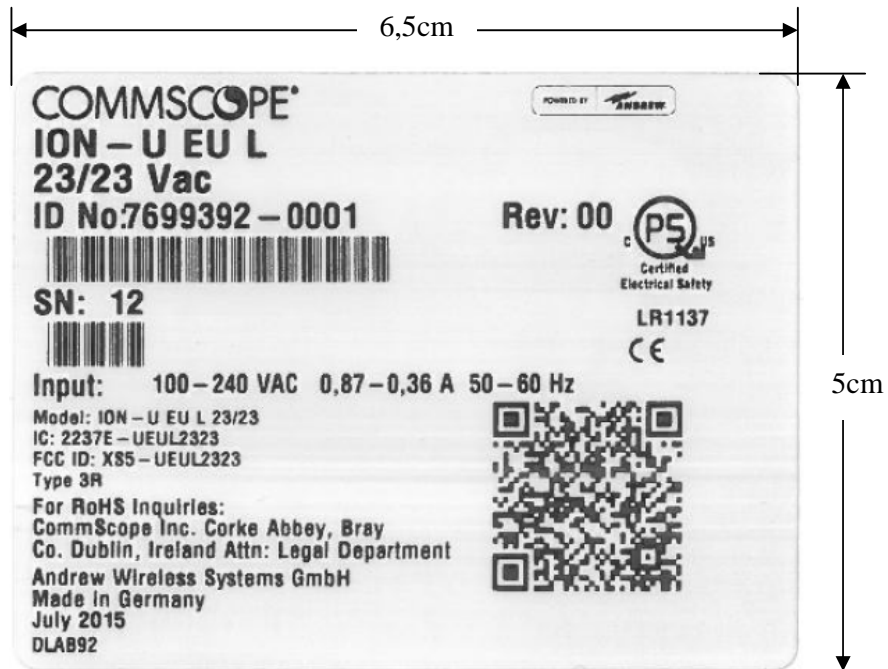 6,5cm
COMMSCOPE®
POWERED BY ANDREW
ION – U EU L
23/23 Vac
ID No:7699392 – 0001
Rev: 00
C PS US
Certified
Electrical Safety
SN: 12
LR1137
CE
Input: 100 – 240 VAC 0,87 – 0,36 A 50 – 60 Hz
5cm
Model: ION – U EU L 23/23
IC: 2237E – UEUL2323
FCC ID: XS5 – UEUL2323
Type 3R
For RoHS Inquiries:
CommScope Inc. Corke Abbey, Bray
Co. Dublin, Ireland Attn: Legal Department
Andrew Wireless Systems GmbH
Made in Germany
July 2015
DLAB92